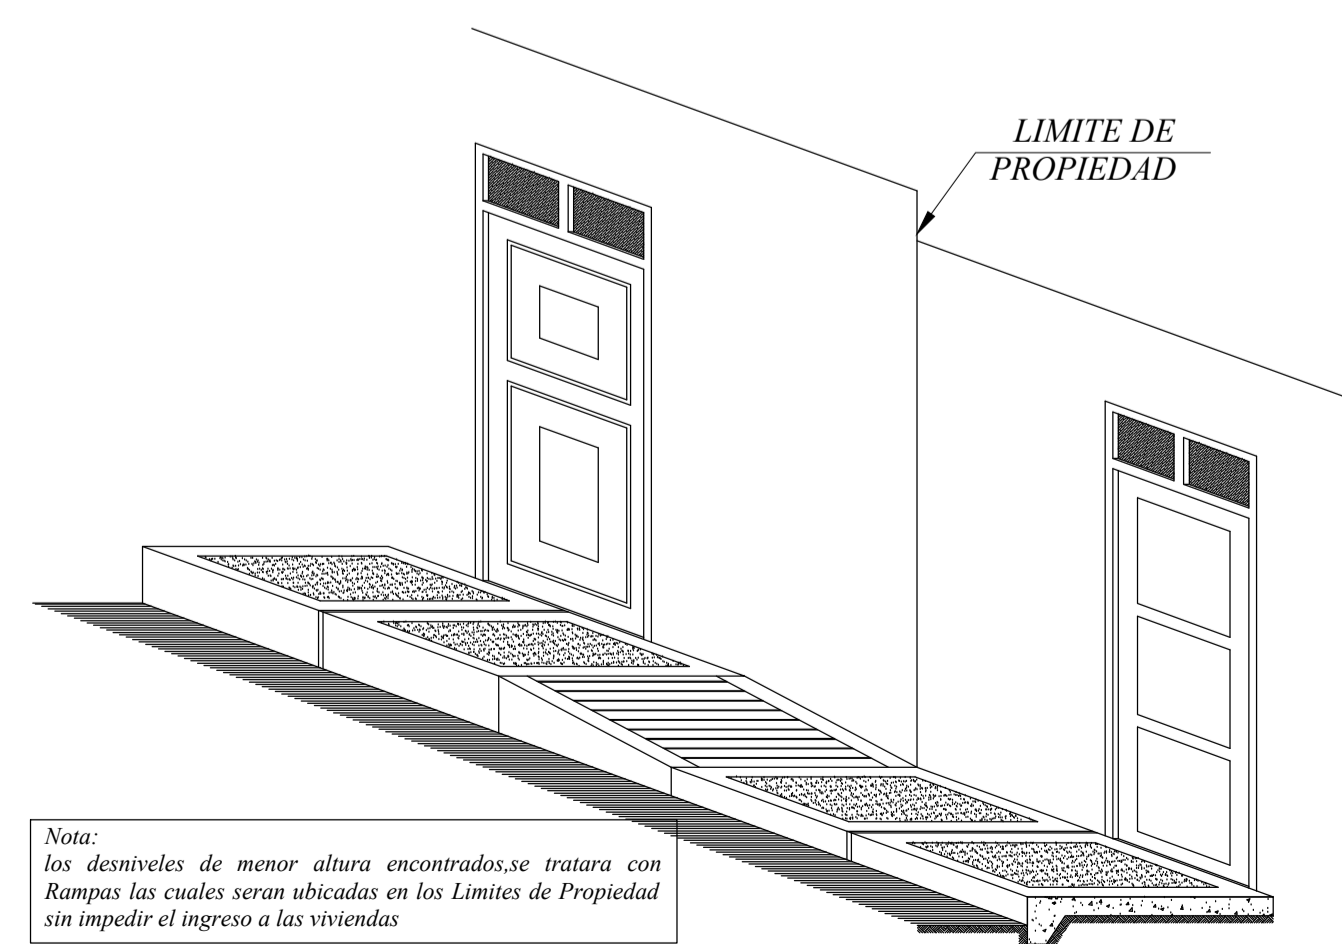 LIMITE DE
PROPIEDAD
Nota:
los desniveles de menor altura encontrados,se tratara con
Rampas las cuales seran ubicadas en los Limites de Propiedad
sin impedir el ingreso a las viviendas